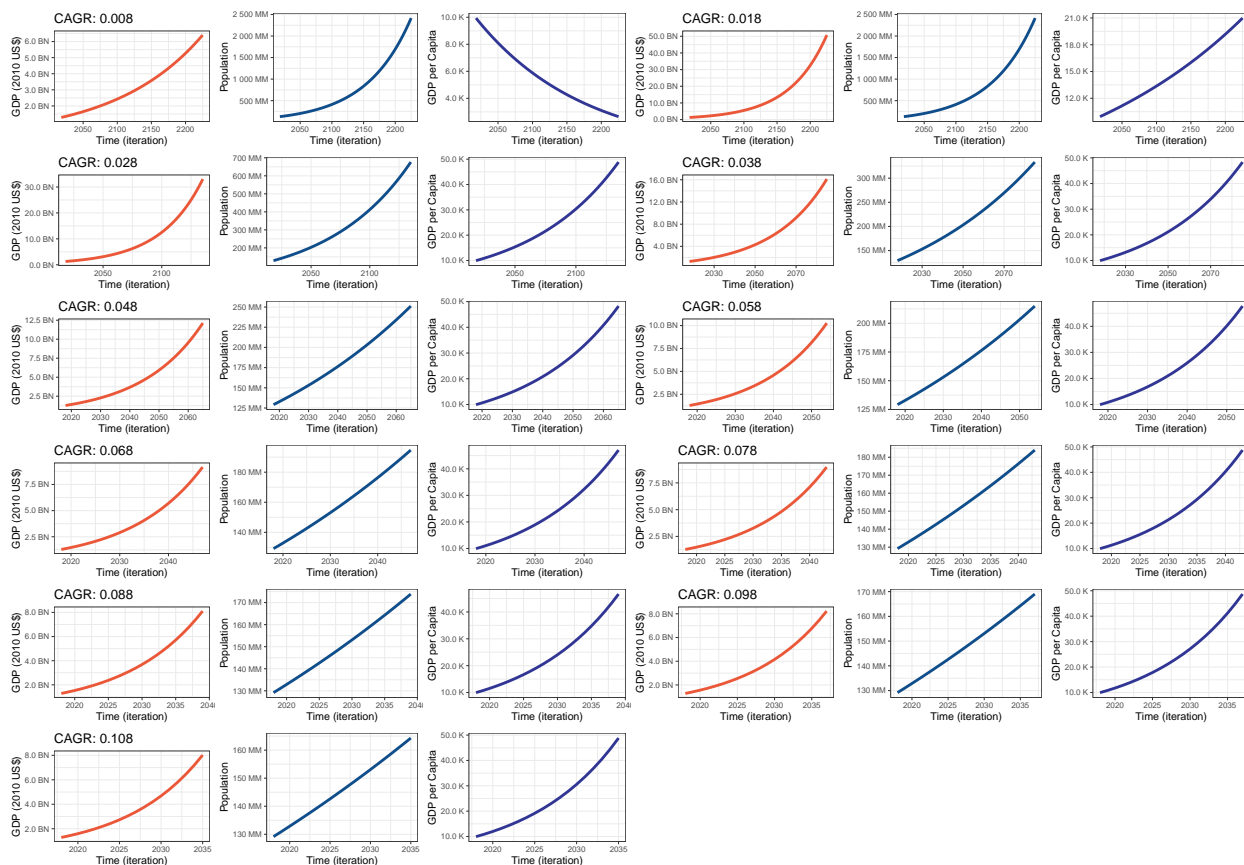 CAGR: 0.008
GDP (2010 US$)
6.0 BN
5.0 BN
4.0 BN
3.0 BN
2.0 BN
2050 2100 2150 2200
Time (iteration)
Population
2 500 MM
2 000 MM
1 500 MM
1 000 MM
500 MM
2050 2100 2150 2200
Time (iteration)
GDP per Capita
10.0 K
8.0 K
6.0 K
4.0 K
2050 2100 2150 2200
Time (iteration)
CAGR: 0.018
GDP (2010 US$)
50.0 BN
40.0 BN
30.0 BN
20.0 BN
10.0 BN
0.0 BN
2050 2100 2150 2200
Time (iteration)
Population
2 500 MM
2 000 MM
1 500 MM
1 000 MM
500 MM
2050 2100 2150 2200
Time (iteration)
GDP per Capita
21.0 K
18.0 K
15.0 K
12.0 K
2050 2100 2150 2200
Time (iteration)
CAGR: 0.028
GDP (2010 US$)
30.0 BN
20.0 BN
10.0 BN
0.0 BN
2050 2100
Time (iteration)
Population
700 MM
600 MM
500 MM
400 MM
300 MM
200 MM
2050 2100
Time (iteration)
GDP per Capita
50.0 K
40.0 K
30.0 K
20.0 K
10.0 K
2050 2100
Time (iteration)
CAGR: 0.038
GDP (2010 US$)
16.0 BN
12.0 BN
8.0 BN
4.0 BN
2030 2050 2070
Time (iteration)
Population
300 MM
250 MM
200 MM
150 MM
2030 2050 2070
Time (iteration)
GDP per Capita
50.0 K
40.0 K
30.0 K
20.0 K
10.0 K
2030 2050 2070
Time (iteration)
CAGR: 0.048
GDP (2010 US$)
12.5 BN
10.0 BN
7.5 BN
5.0 BN
2.5 BN
2020 2030 2040 2050 2060
Time (iteration)
Population
250 MM
225 MM
200 MM
175 MM
150 MM
125 MM
2020 2030 2040 2050 2060
Time (iteration)
GDP per Capita
50.0 K
40.0 K
30.0 K
20.0 K
10.0 K
2020 2030 2040 2050 2060
Time (iteration)
CAGR: 0.058
GDP (2010 US$)
10.0 BN
7.5 BN
5.0 BN
2.5 BN
2020 2030 2040 2050
Time (iteration)
Population
200 MM
175 MM
150 MM
125 MM
2020 2030 2040 2050
Time (iteration)
GDP per Capita
40.0 K
30.0 K
20.0 K
10.0 K
2020 2030 2040 2050
Time (iteration)
CAGR: 0.068
GDP (2010 US$)
7.5 BN
5.0 BN
2.5 BN
2020 2030 2040
Time (iteration)
Population
180 MM
160 MM
140 MM
2020 2030 2040
Time (iteration)
GDP per Capita
40.0 K
30.0 K
20.0 K
10.0 K
2020 2030 2040
Time (iteration)
CAGR: 0.078
GDP (2010 US$)
7.5 BN
5.0 BN
2.5 BN
2020 2025 2030 2035 2040
Time (iteration)
Population
180 MM
170 MM
160 MM
150 MM
140 MM
130 MM
2020 2025 2030 2035 2040
Time (iteration)
GDP per Capita
50.0 K
40.0 K
30.0 K
20.0 K
10.0 K
2020 2025 2030 2035 2040
Time (iteration)
CAGR: 0.088
GDP (2010 US$)
8.0 BN
6.0 BN
4.0 BN
2.0 BN
2020 2025 2030 2035
Time (iteration)
Population
170 MM
160 MM
150 MM
140 MM
130 MM
2020 2025 2030 2035
Time (iteration)
GDP per Capita
40.0 K
30.0 K
20.0 K
10.0 K
2020 2025 2030 2035
Time (iteration)
CAGR: 0.098
GDP (2010 US$)
8.0 BN
6.0 BN
4.0 BN
2.0 BN
2020 2025 2030 2035
Time (iteration)
Population
170 MM
160 MM
150 MM
140 MM
130 MM
2020 2025 2030 2035
Time (iteration)
GDP per Capita
50.0 K
40.0 K
30.0 K
20.0 K
10.0 K
2020 2025 2030 2035
Time (iteration)
CAGR: 0.108
GDP (2010 US$)
8.0 BN
6.0 BN
4.0 BN
2.0 BN
2020 2025 2030 2035
Time (iteration)
Population
160 MM
150 MM
140 MM
130 MM
2020 2025 2030 2035
Time (iteration)
GDP per Capita
50.0 K
40.0 K
30.0 K
20.0 K
10.0 K
2020 2025 2030 2035
Time (iteration)